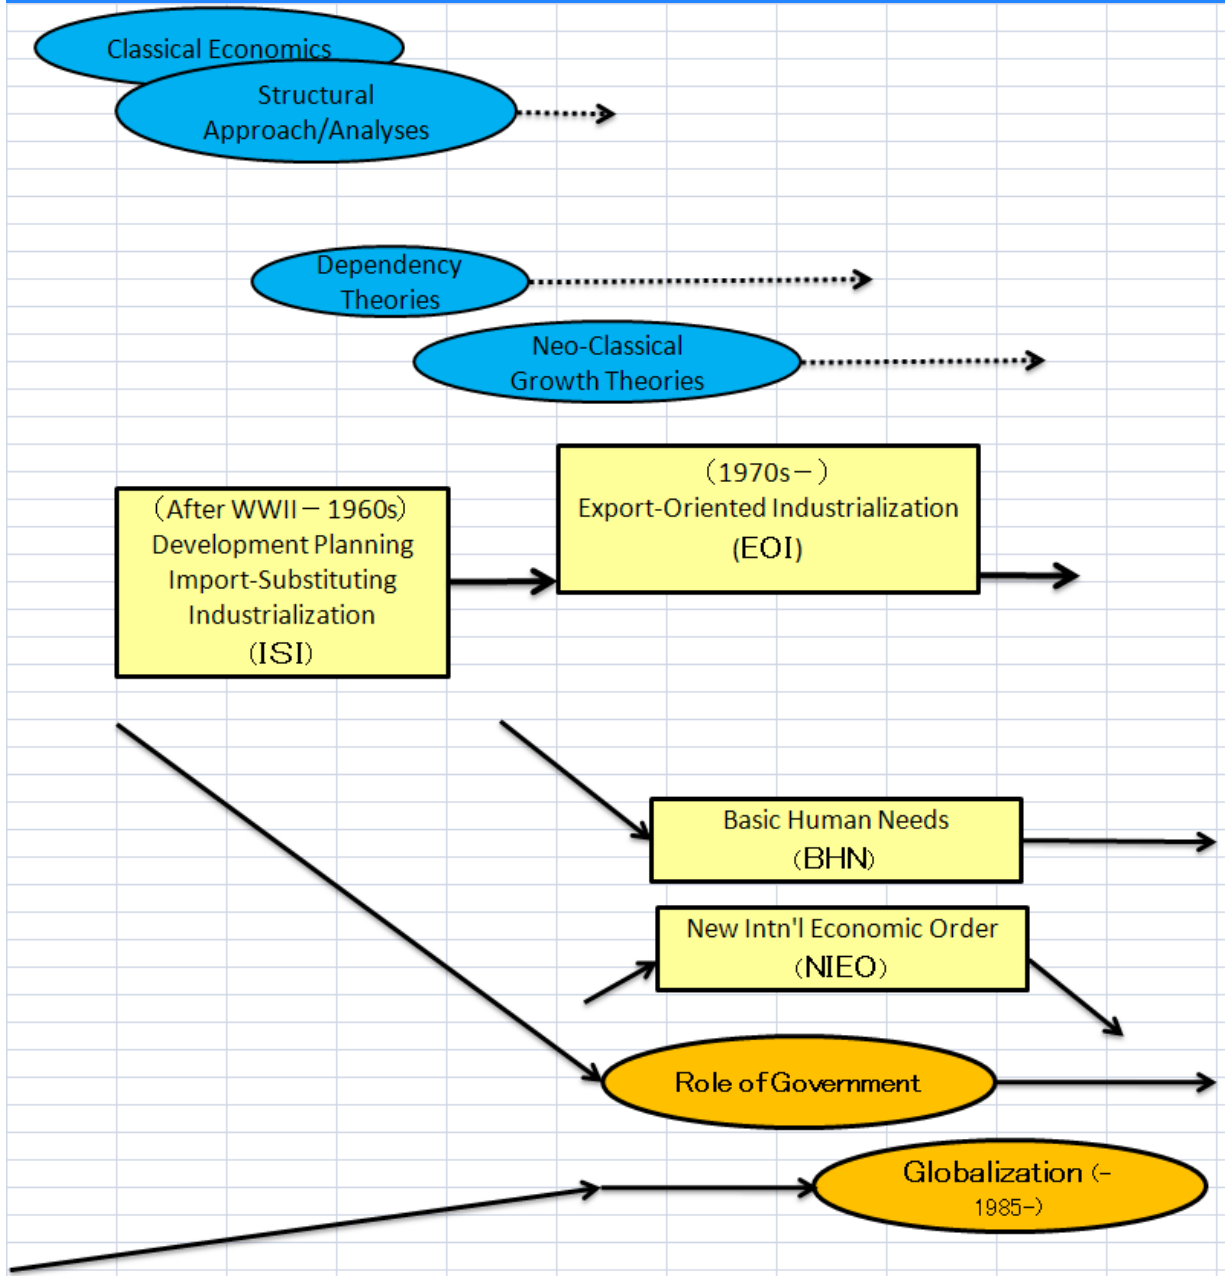 Classical Economics
Structural
Approach/Analyses
Dependency
Theories
Neo-Classical
Growth Theories
(1970s－)
Export-Oriented Industrialization
(EOI)
(After WWII－1960s)
Development Planning
Import-Substituting
Industrialization
(ISI)
Basic Human Needs
(BHN)
New Intn'l Economic Order
(NIEO)
Role of Government
Globalization (-
1985-)